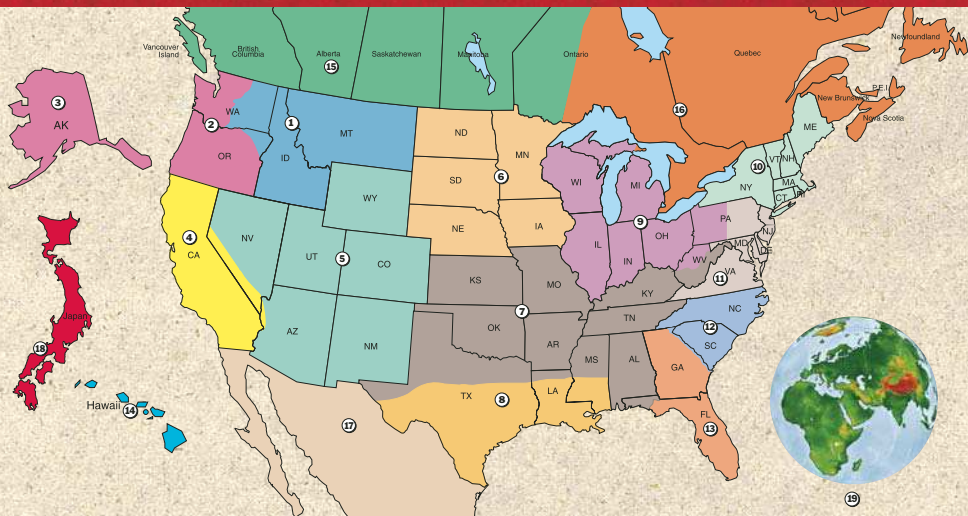 Vancouver
Island
British
Columbia
Alberta
15
Saskatchewan
Manitoba
Ontario
Quebec
Newfoundland
16
P.E.I
New Brunswick
Nova Scotia
3
AK
WA
2
1
MT
OR
ID
ND
MN
SD
6
WY
NE
IA
WI
MI
9
ME
VT
NH
10
NY
MA
CT
RI
PA
NJ
MD
DE
OH
WV
VA
11
IL
IN
4
CA
NV
UT
5
CO
KS
MO
KY
7
OK
TN
NC
12
SC
AZ
NM
AR
MS
AL
GA
TX
8
LA
FL
13
Japan
18
Hawaii
14
17
19